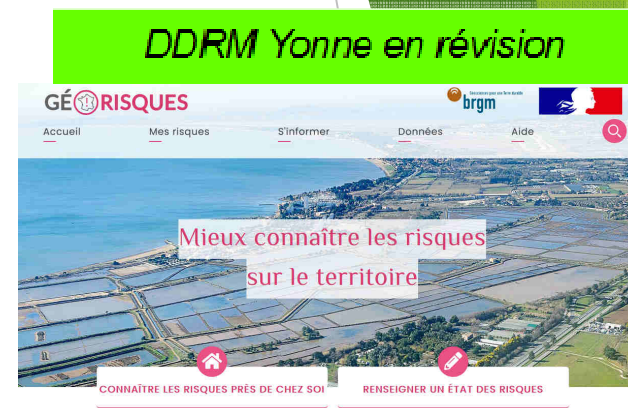 DDRM Yonne en révision
GÉORISQUES
brgm
Accueil Mes risques S'informer Données Aide
Mieux connaître les risques
sur le territoire
CONNAÎTRE LES RISQUES PRÈS DE CHEZ SOI RENSEIGNER UN ÉTAT DES RISQUES